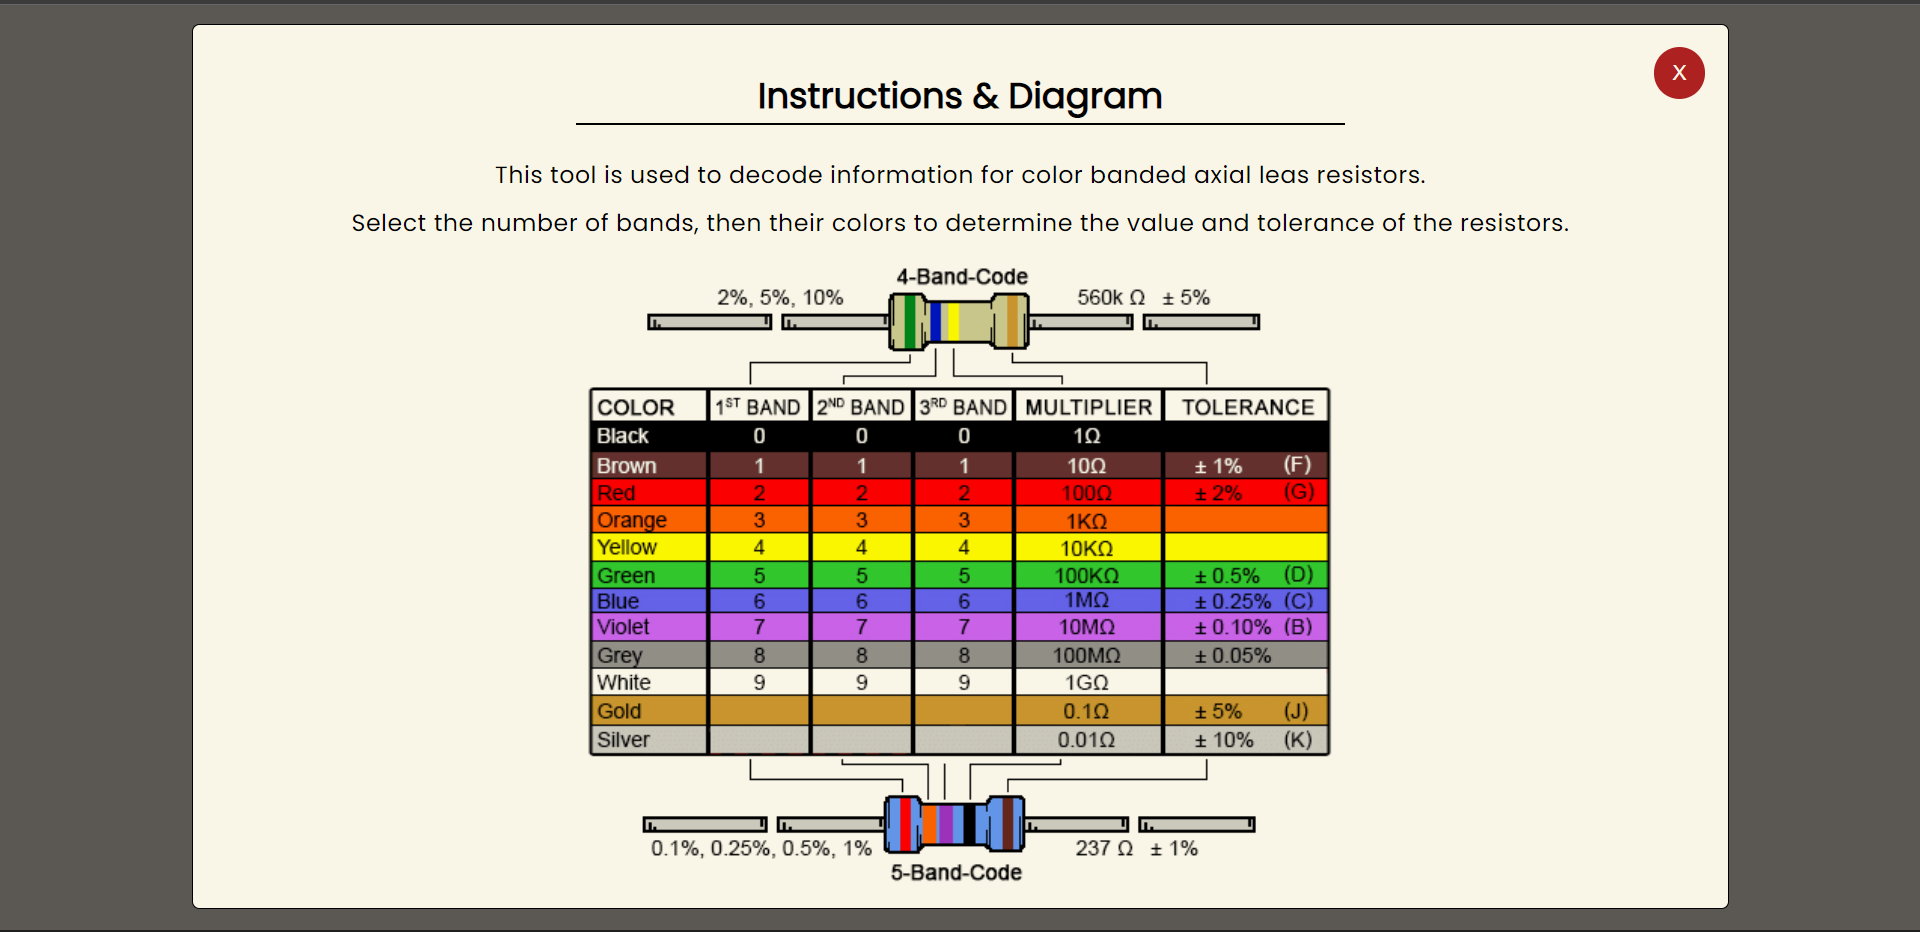 X
Instructions & Diagram
This tool is used to decode information for color banded axial leas resistors.
Select the number of bands, then their colors to determine the value and tolerance of the resistors.
4-Band-Code
2%, 5%, 10% 560k Ω ± 5%
COLOR 1ST BAND 2ND BAND 3RD BAND MULTIPLIER TOLERANCE
Black 0 0 0 1Ω
Brown 1 1 1 10Ω ± 1% (F)
Red 2 2 2 100Ω ± 2% (G)
Orange 3 3 3 1KΩ
Yellow 4 4 4 10KΩ
Green 5 5 5 100KΩ ± 0.5% (D)
Blue 6 6 6 1MΩ ± 0.25% (C)
Violet 7 7 7 10MΩ ± 0.10% (B)
Grey 8 8 8 100MΩ ± 0.05%
White 9 9 9 1GΩ
Gold 0.1Ω ± 5% (J)
Silver 0.01Ω ± 10% (K)
0.1%, 0.25%, 0.5%, 1% 237 Ω ± 1%
5-Band-Code